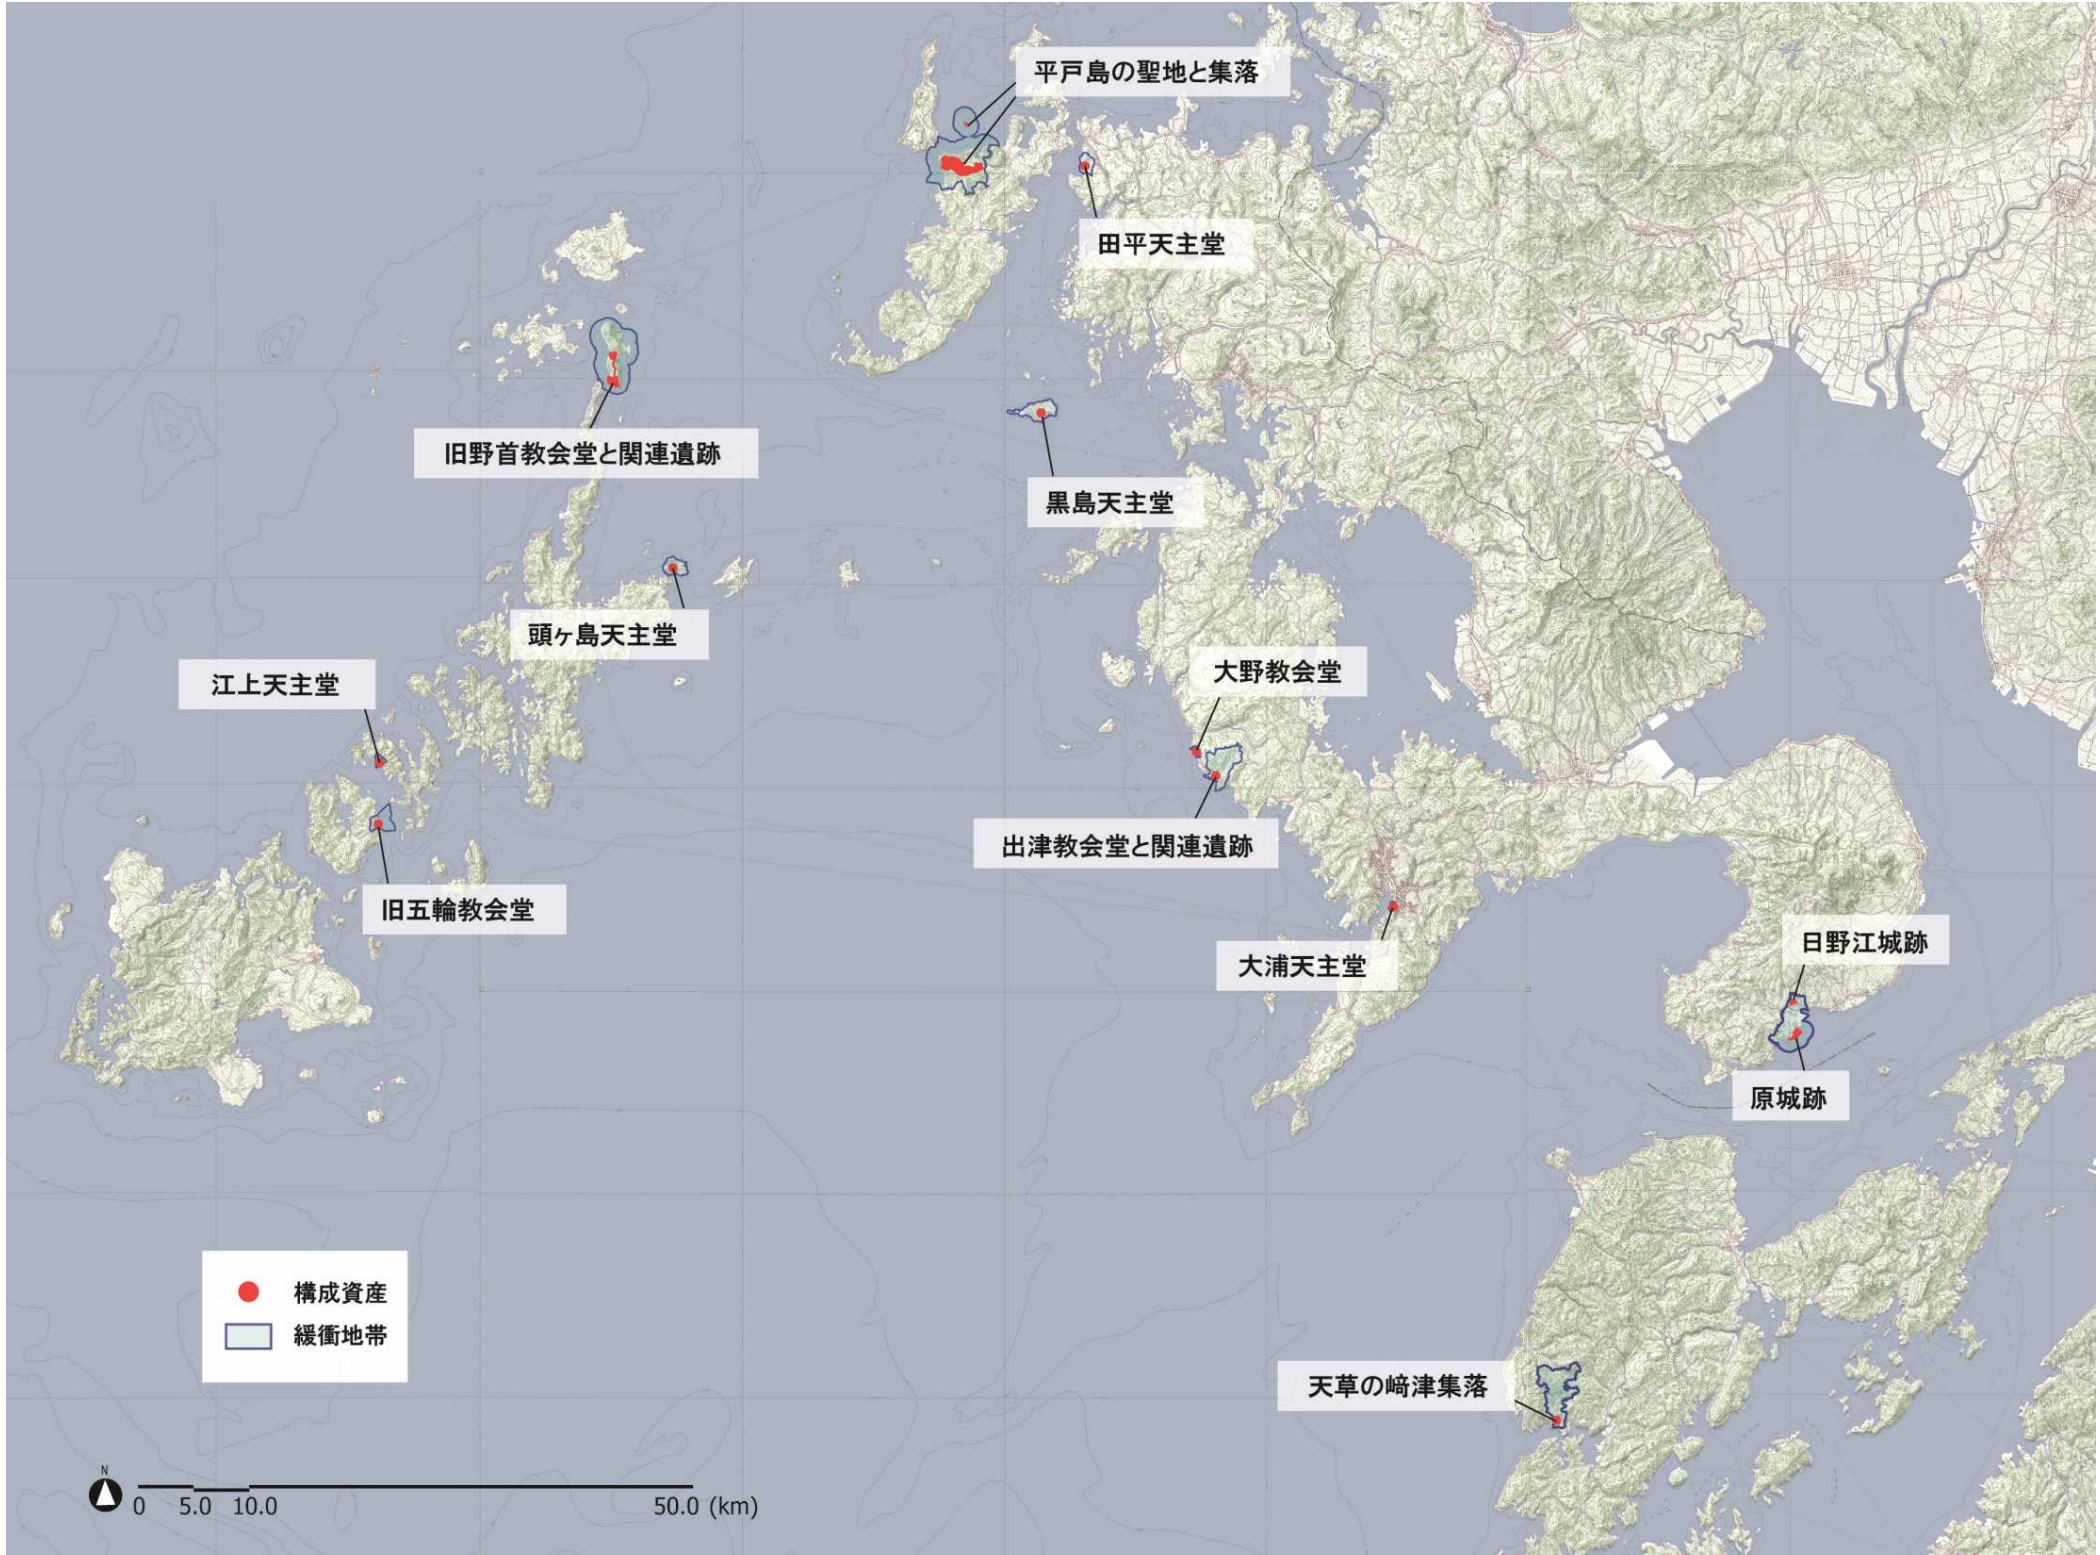 平戸島の聖地と集落
田平天主堂
旧野首教会堂と関連遺跡
黒島天主堂
頭ヶ島天主堂
大野教会堂
江上天主堂
出津教会堂と関連遺跡
旧五輪教会堂
大浦天主堂
日野江城跡
原城跡
天草の﨑津集落
構成資産
緩衝地帯
N
0 5.0 10.0 50.0 (km)